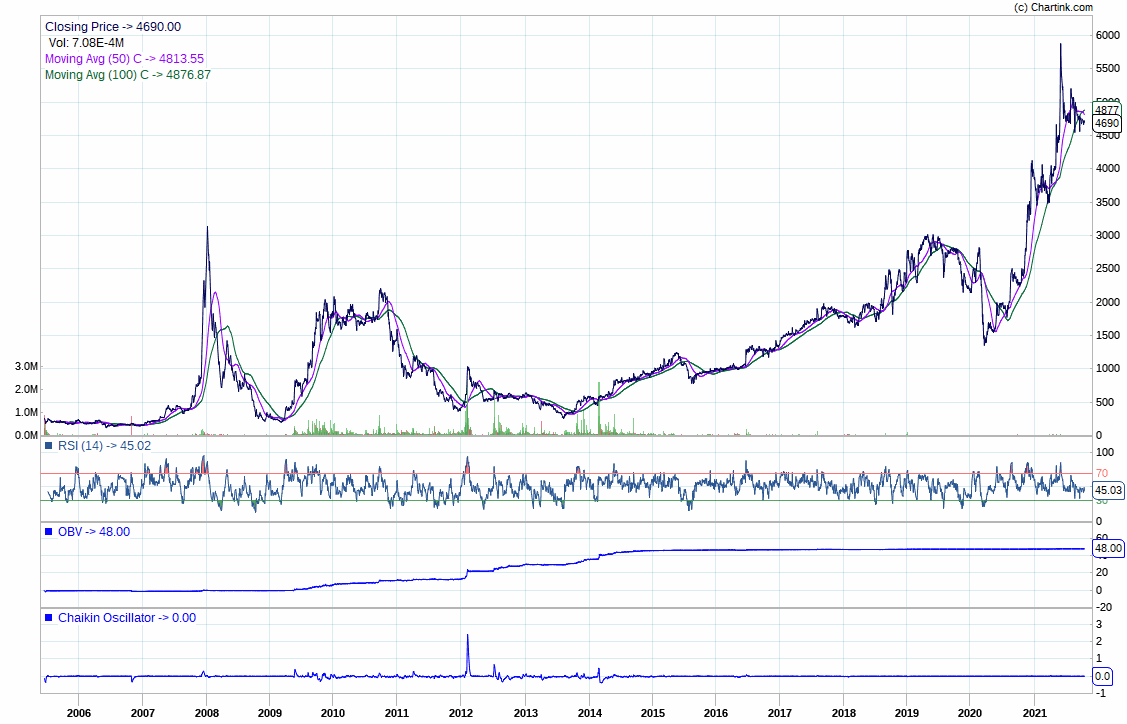 (c) Chartink.com
Closing Price -> 4690.00
Vol: 7.08E-4M
Moving Avg (50) C -> 4813.55
Moving Avg (100) C -> 4876.87
6000
5500
5000
4877
4690
4500
4000
3500
3000
2500
2000
1500
3.0M 1000
2.0M
1.0M 500
0.0M 0
RSI (14) -> 45.02 100
70
45.03
30
0
OBV -> 48.00
60
48.00
20
0
-20
Chaikin Oscillator -> 0.00
3
2
1
0.0
-1
2006 2007 2008 2009 2010 2011 2012 2013 2014 2015 2016 2017 2018 2019 2020 2021